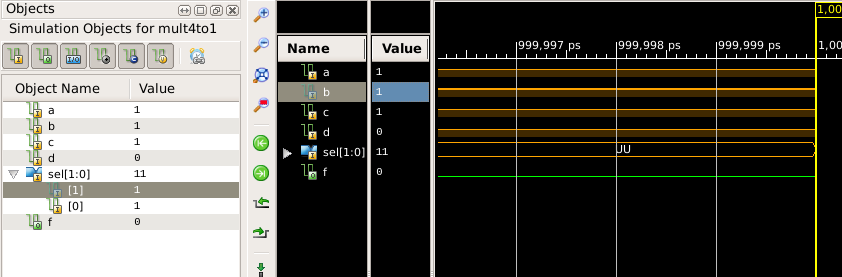 Objects
Simulation Objects for mult4to1
Object Name Value
a 1
b 1
c 1
d 0
sel[1:0] 11
[1] 1
[0] 1
f 0
Name Value
a 1
b 1
c 1
d 0
sel[1:0] 11
f 0
1,00
999,997 ps 999,998 ps 999,999 ps 1,00
UU